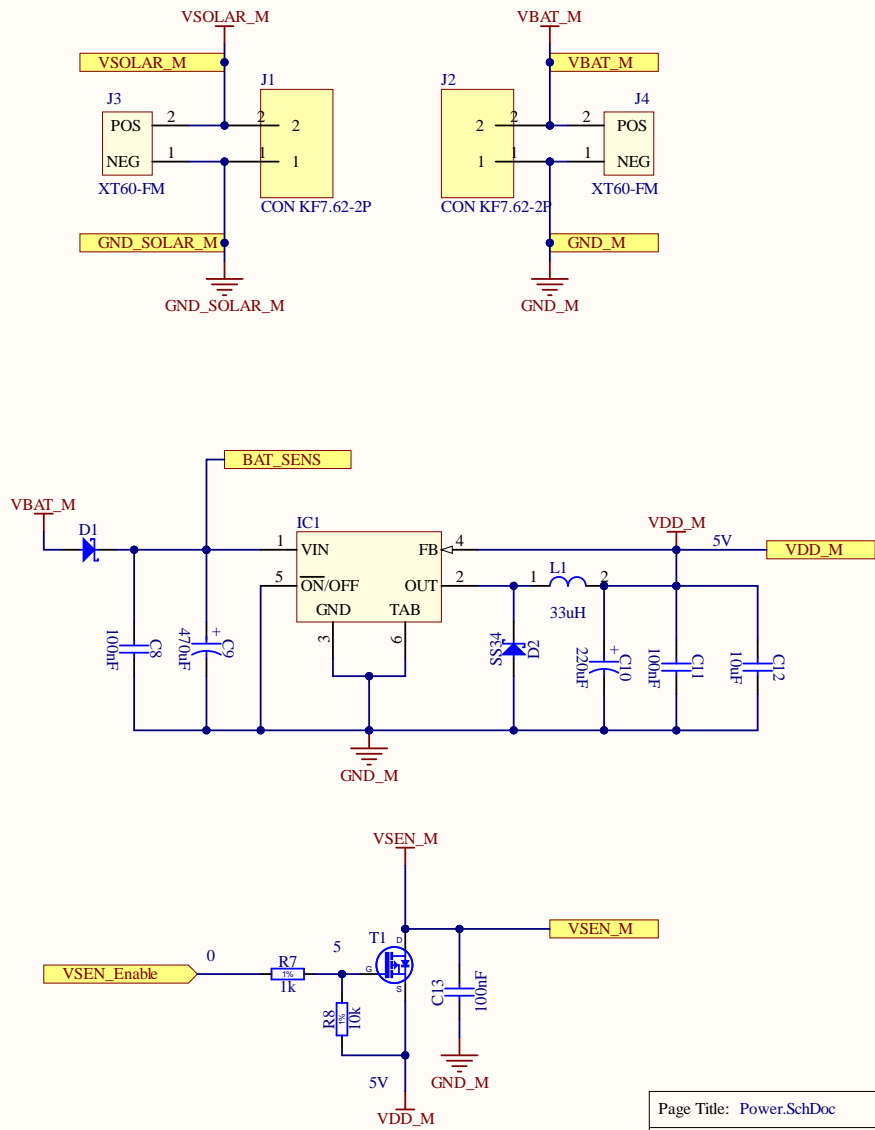 VSOLAR_M
VBAT_M
VSOLAR_M
VBAT_M
J1
J2
J3
J4
POS
2
2
2
2
2
2
POS
NEG
1
1
1
1
1
1
NEG
XT60-FM
XT60-FM
CON KF7.62-2P
CON KF7.62-2P
GND_SOLAR_M
GND_M
GND_SOLAR_M
GND_M
BAT_SENS
VBAT_M
D1
IC1
VDD_M
1
VIN
FB
4
5V
VDD_M
5
ON/OFF
OUT
2
1
L1
2
33uH
GND
TAB
3
6
C8
100nF
C9
470uF
+
D2
SS34
C10
220uF
+
C11
100nF
C12
10uF
GND_M
VSEN_M
VSEN_M
T1
D
G
S
0
5
VSEN_Enable
R7
1%
1k
R8
1%
10k
C13
100nF
5V
GND_M
VDD_M
Page Title: Power.SchDoc